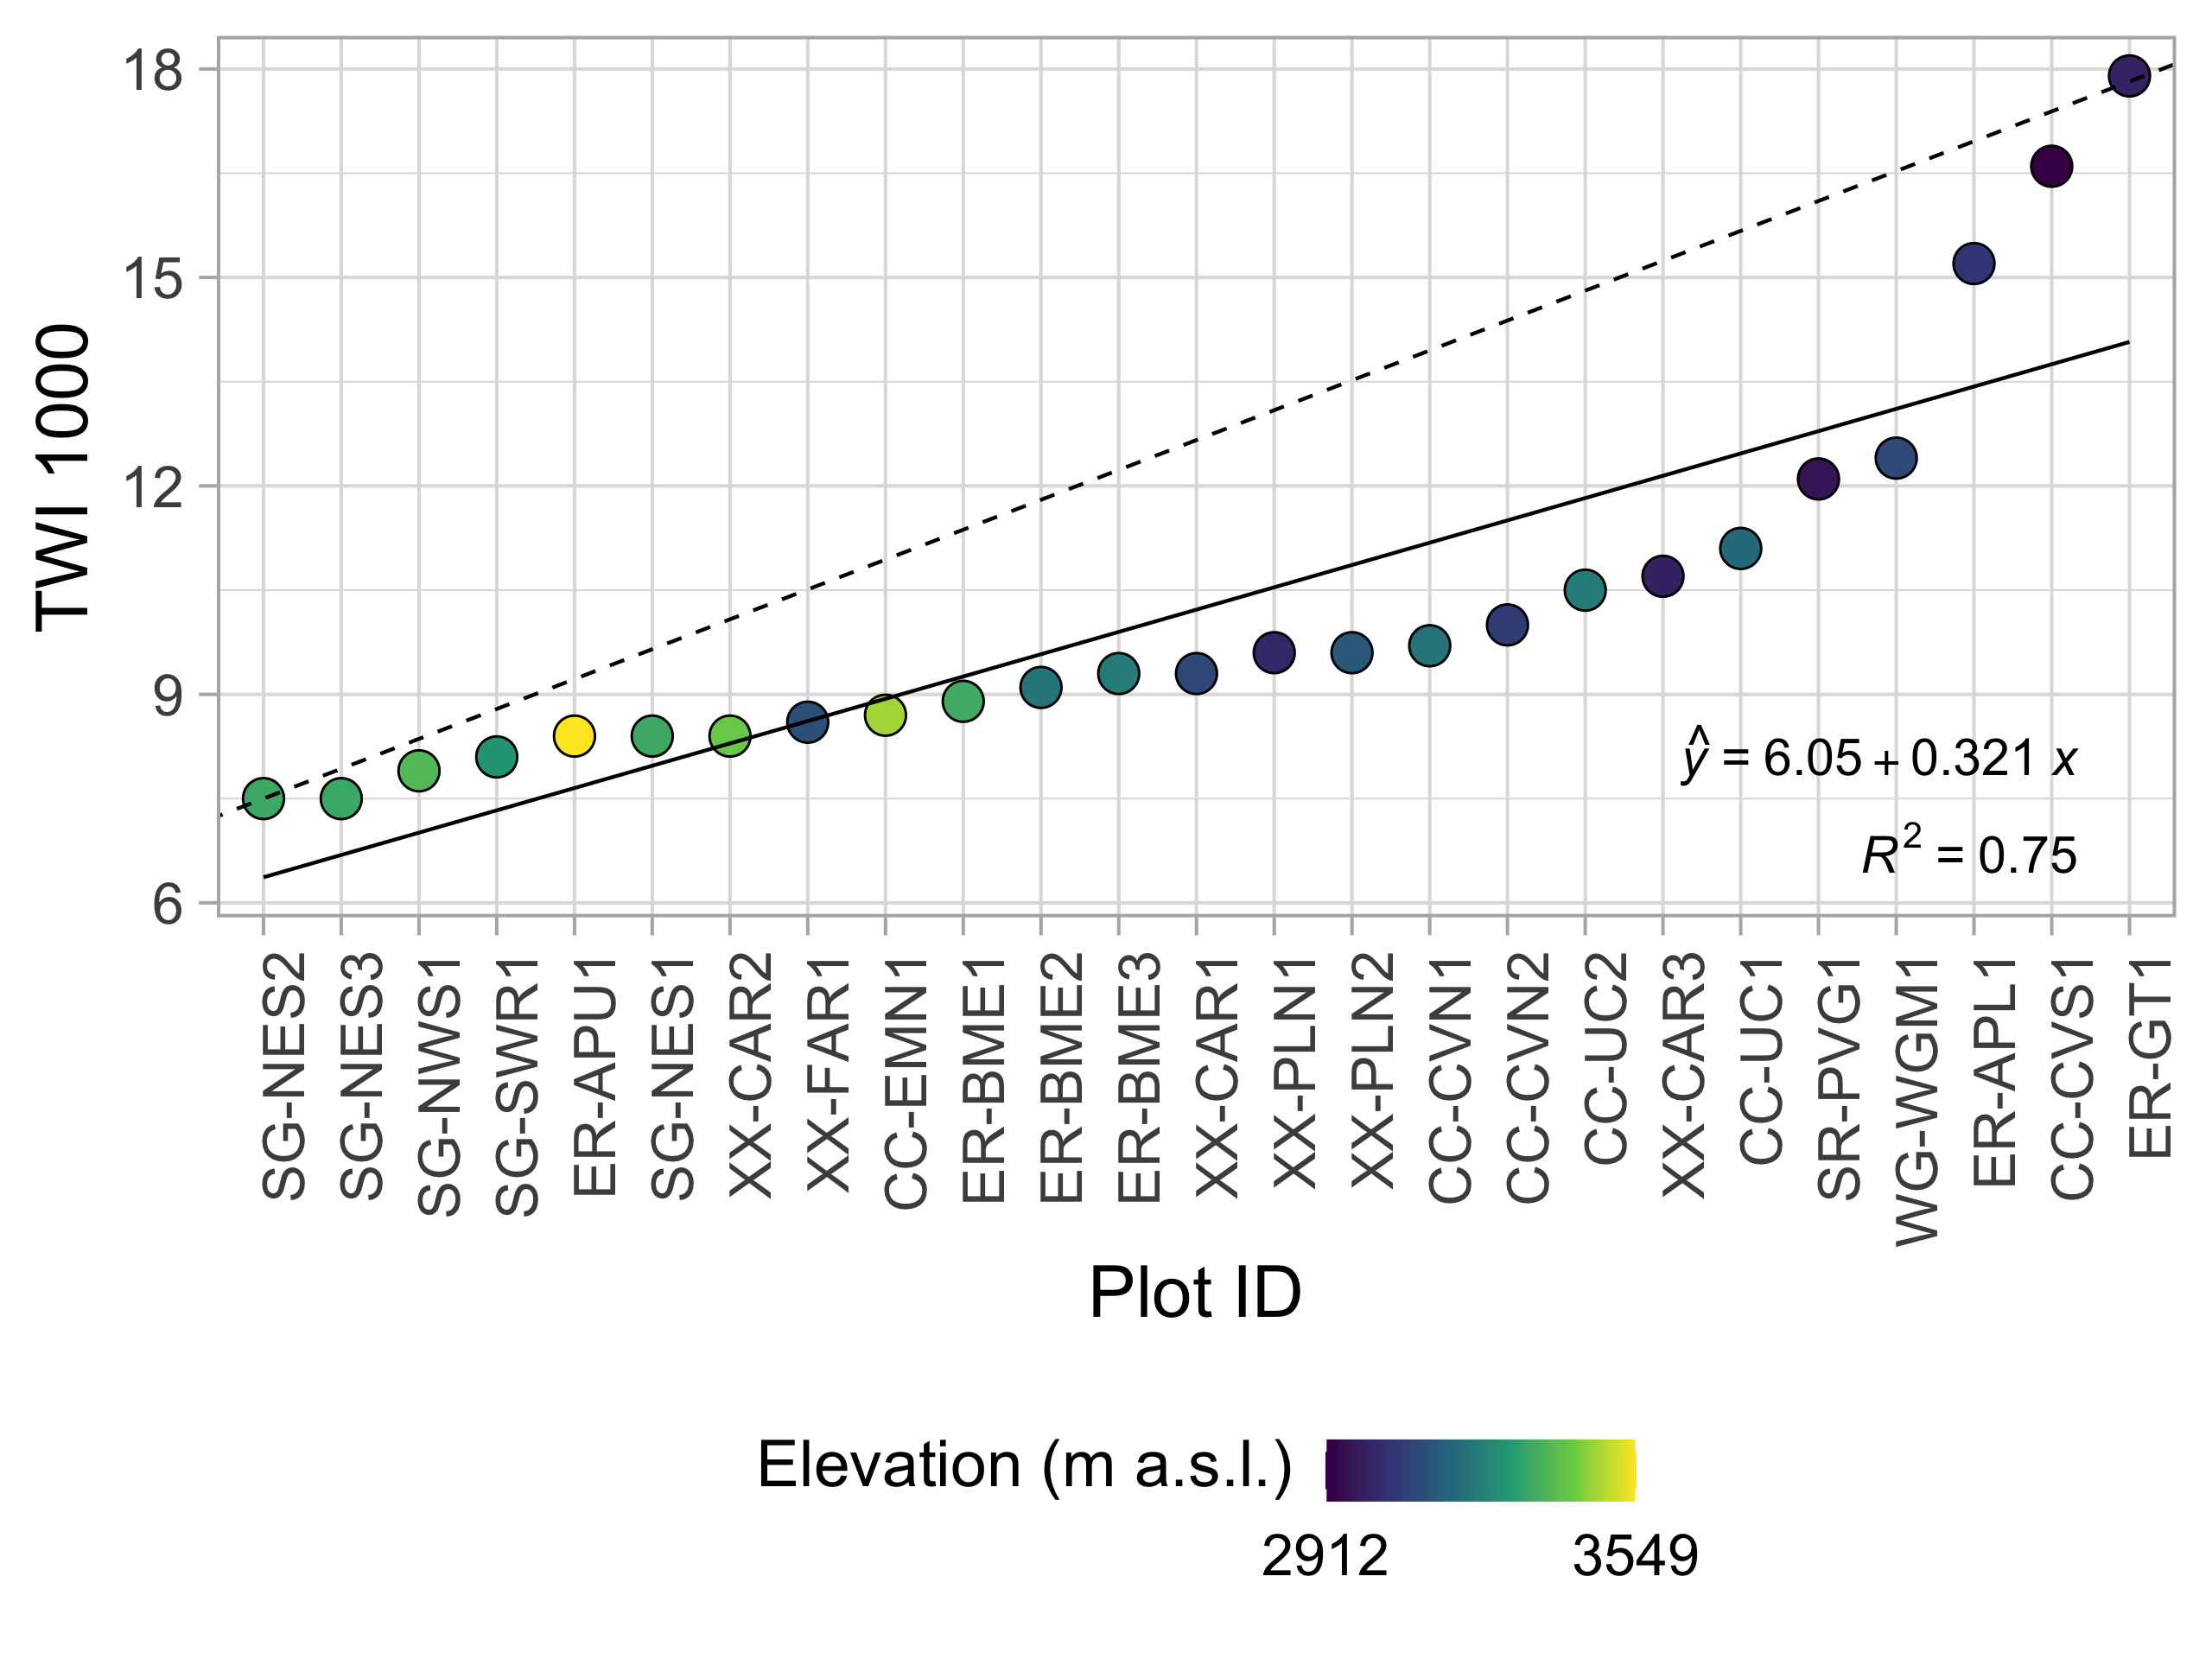 18
15
12
9
6
TWI 1000
ŷ = 6.05 + 0.321 x
R² = 0.75
SG-NES2
SG-NES3
SG-NWS1
SG-SWR1
ER-APU1
SG-NES1
XX-CAR2
XX-FAR1
CC-EMN1
ER-BME1
ER-BME2
ER-BME3
XX-CAR1
XX-PLN1
XX-PLN2
CC-CVN1
CC-CVN2
CC-UC2
XX-CAR3
CC-UC1
SR-PVG1
WG-WGM1
ER-APL1
CC-CVS1
ER-GT1
Plot ID
Elevation (m a.s.l.)
2912 3549